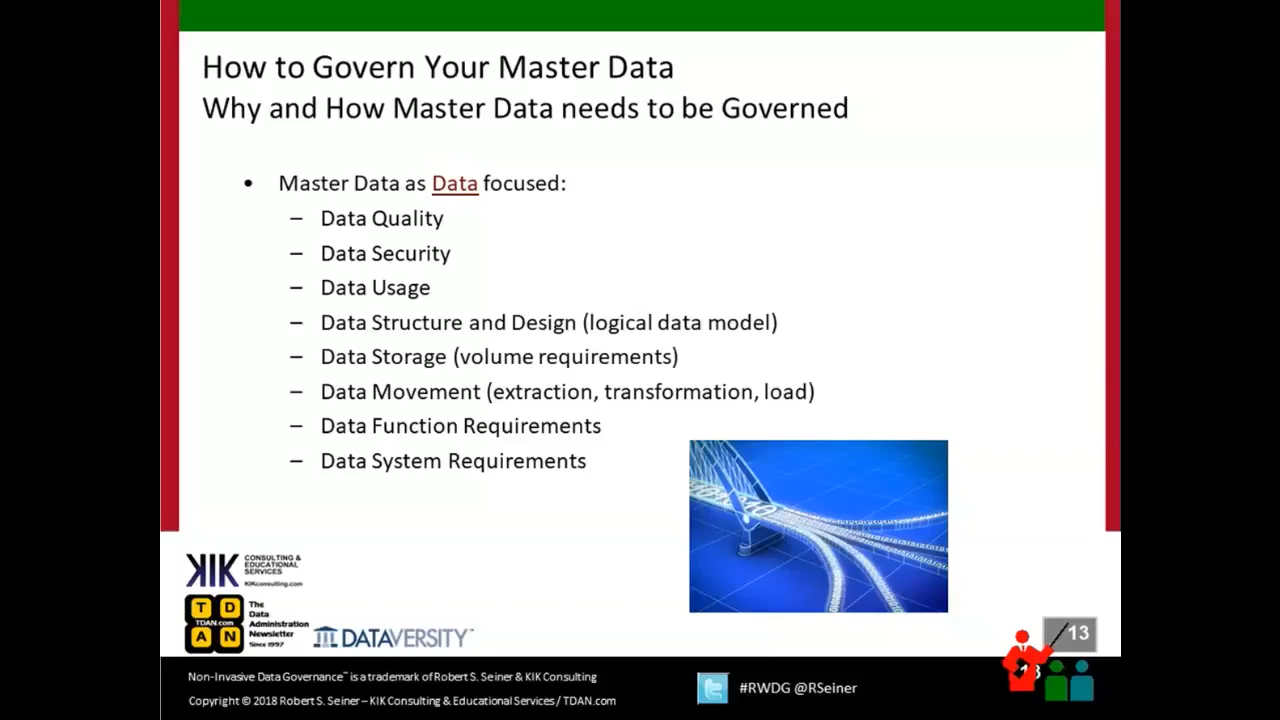 How to Govern Your Master Data
Why and How Master Data needs to be Governed
• Master Data as Data focused:
– Data Quality
– Data Security
– Data Usage
– Data Structure and Design (logical data model)
– Data Storage (volume requirements)
– Data Movement (extraction, transformation, load)
– Data Function Requirements
– Data System Requirements
KIK CONSULTING &
EDUCATIONAL
SERVICES
KIKconsulting.com
T D
TDAN.com
A N
The
Data
Administration
Newsletter
Since 1997
DATAVERSITY™
13
Non-Invasive Data Governance™ is a trademark of Robert S. Seiner & KIK Consulting
Copyright © 2018 Robert S. Seiner – KIK Consulting & Educational Services / TDAN.com
#RWDG @RSeiner